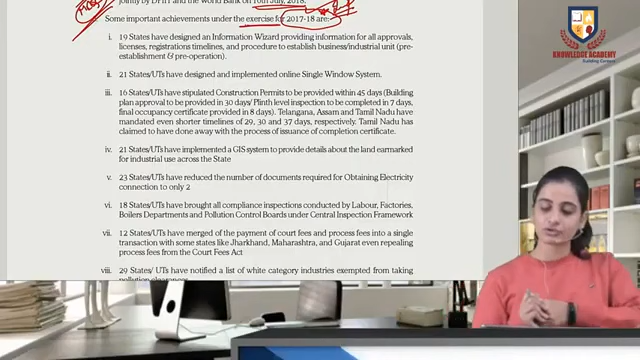 jointly by DPIIT and the World Bank on 10th July, 2018.
Some important achievements under the exercise for 2017-18 are:
i. 19 States have designed an Information Wizard providing information for all approvals,
licenses, registrations timelines, and procedure to establish business/industrial unit (pre-
establishment & pre-operation).
ii. 21 States/UTs have designed and implemented online Single Window System.
iii. 16 States/UTs have stipulated Construction Permits to be provided within 45 days (Building
plan approval to be provided in 30 days/ Plinth level inspection to be completed in 7 days,
final occupancy certificate provided in 8 days). Telangana, Assam and Tamil Nadu have
mandated even shorter timelines of 29, 30 and 37 days, respectively. Tamil Nadu has
claimed to have done away with the process of issuance of completion certificate.
iv. 21 States/UTs have implemented a GIS system to provide details about the land earmarked
for industrial use across the State
v. 23 States/UTs have reduced the number of documents required for Obtaining Electricity
connection to only 2
vi. 18 States/UTs have brought all compliance inspections conducted by Labour, Factories,
Boilers Departments and Pollution Control Boards under Central Inspection Framework
vii. 12 States/UTs have merged of the payment of court fees and process fees into a single
transaction with some states like Jharkhand, Maharashtra, and Gujarat even repealing
process fees from the Court Fees Act
viii. 29 States/ UTs have notified a list of white category industries exempted from taking
pollution clearances
KNOWLEDGE ACADEMY
Building Careers